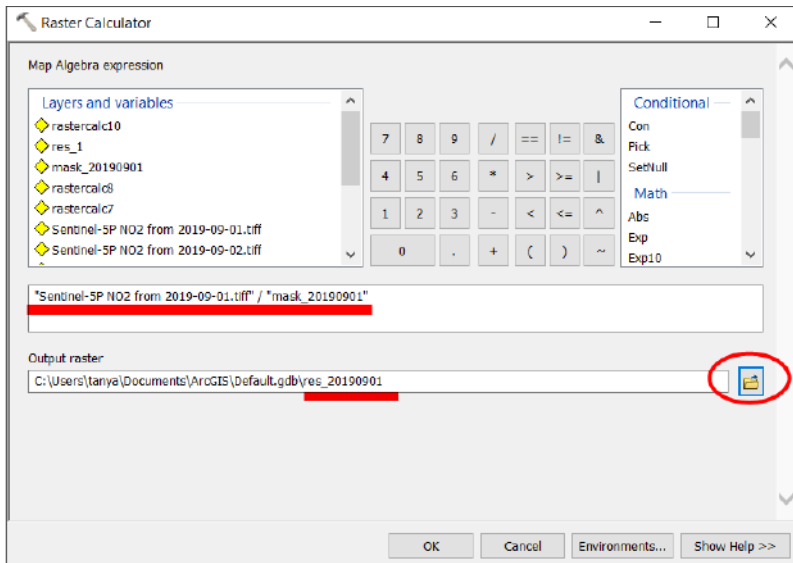 Raster Calculator
Map Algebra expression
Layers and variables
rastercalc10
res_1
mask_20190901
rastercalc8
rastercalc7
Sentinel-5P NO2 from 2019-09-01.tiff
Sentinel-5P NO2 from 2019-09-02.tiff
7 8 9 / == != &
4 5 6 * > >= |
1 2 3 - < <= ^
0 . + ( ) ~
Conditional
Con
Pick
SetNull
Math
Abs
Exp
Exp10
"Sentinel-5P NO2 from 2019-09-01.tiff" / "mask_20190901"
Output raster
C:\Users\tanya\Documents\ArcGIS\Default.gdb\res_20190901
OK Cancel Environments... Show Help >>